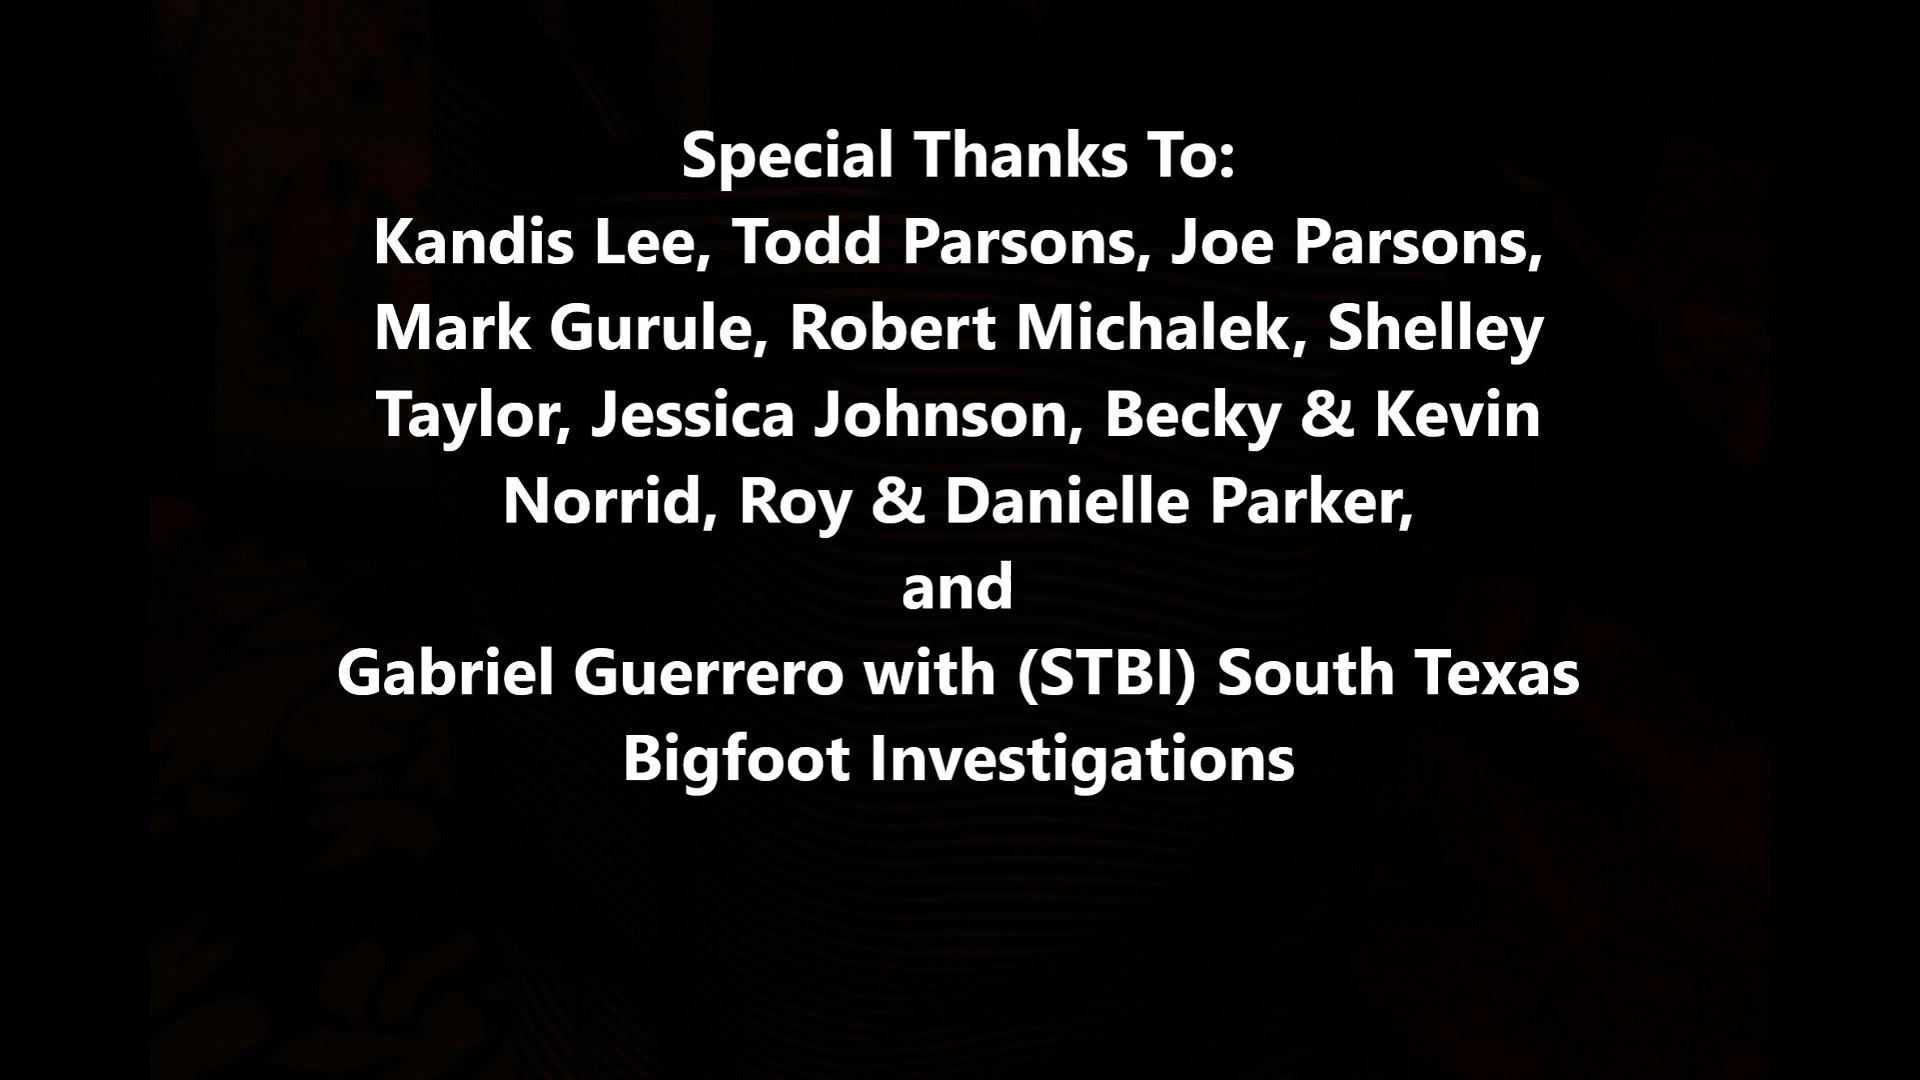 Special Thanks To:
Kandis Lee, Todd Parsons, Joe Parsons,
Mark Gurule, Robert Michalek, Shelley
Taylor, Jessica Johnson, Becky & Kevin
Norrid, Roy & Danielle Parker,
and
Gabriel Guerrero with (STBI) South Texas
Bigfoot Investigations